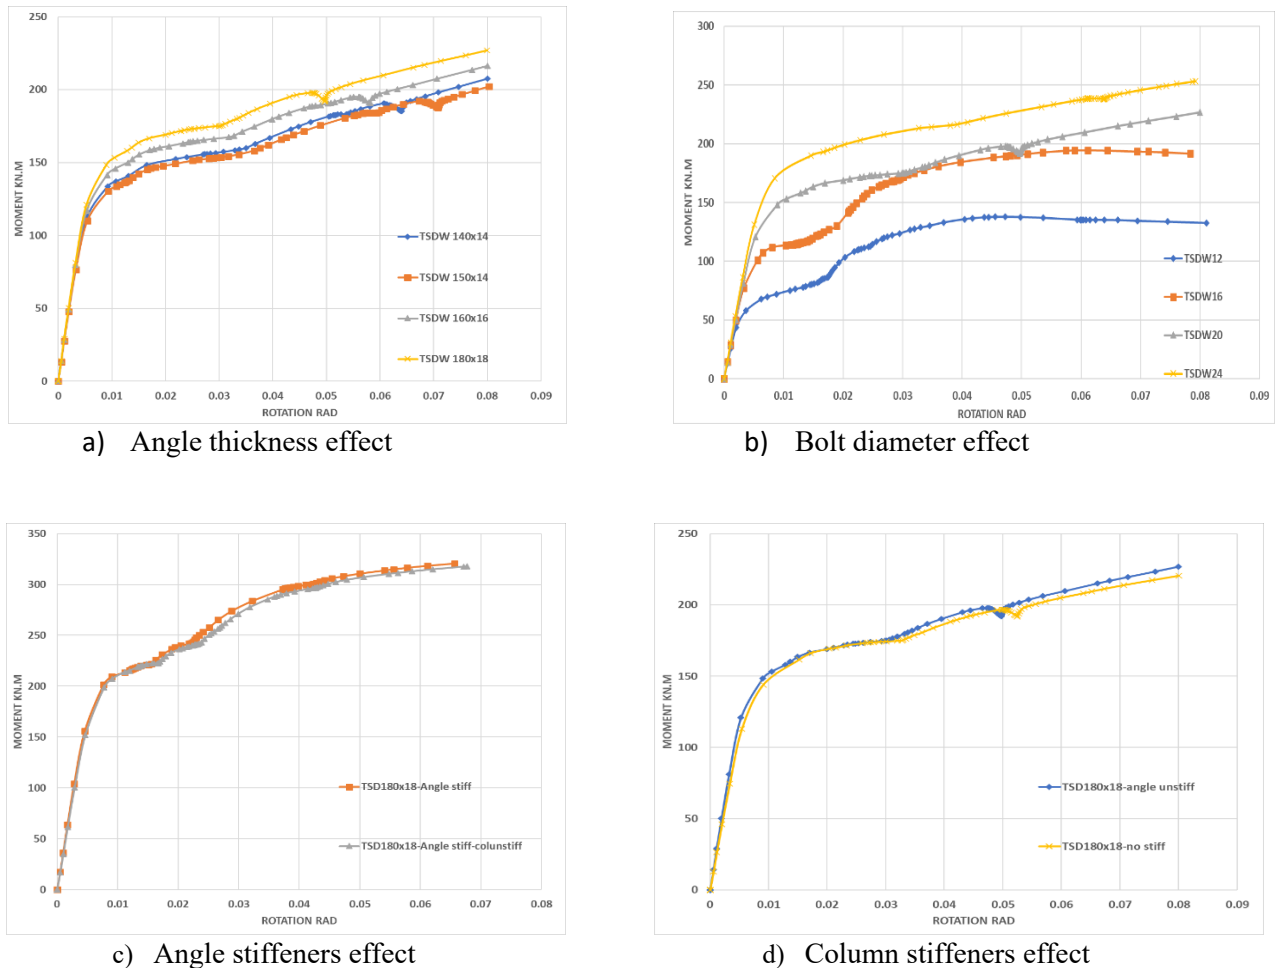 250
200
150
100
50
0
MOMENT KN.M
0 0.01 0.02 0.03 0.04 0.05 0.06 0.07 0.08 0.09
ROTATION RAD
TSDW 140x14
TSDW 150x14
TSDW 160x16
TSDW 180x18
a) Angle thickness effect
300
250
200
150
100
50
0
MOMENT KN.M
0 0.01 0.02 0.03 0.04 0.05 0.06 0.07 0.08 0.09
ROTATION RAD
TSDW12
TSDW16
TSDW20
TSDW24
b) Bolt diameter effect
350
300
250
200
150
100
50
0
MOMENT KN.M
0 0.01 0.02 0.03 0.04 0.05 0.06 0.07 0.08
ROTATION RAD
TSD180x18-Angle stiff
TSD180x18-Angle stiff-colunstiff
c) Angle stiffeners effect
250
200
150
100
50
0
MOMENT KN.M
0 0.01 0.02 0.03 0.04 0.05 0.06 0.07 0.08 0.09
ROTATION RAD
TSD180x18-angle unstiff
TSD180x18-no stiff
d) Column stiffeners effect